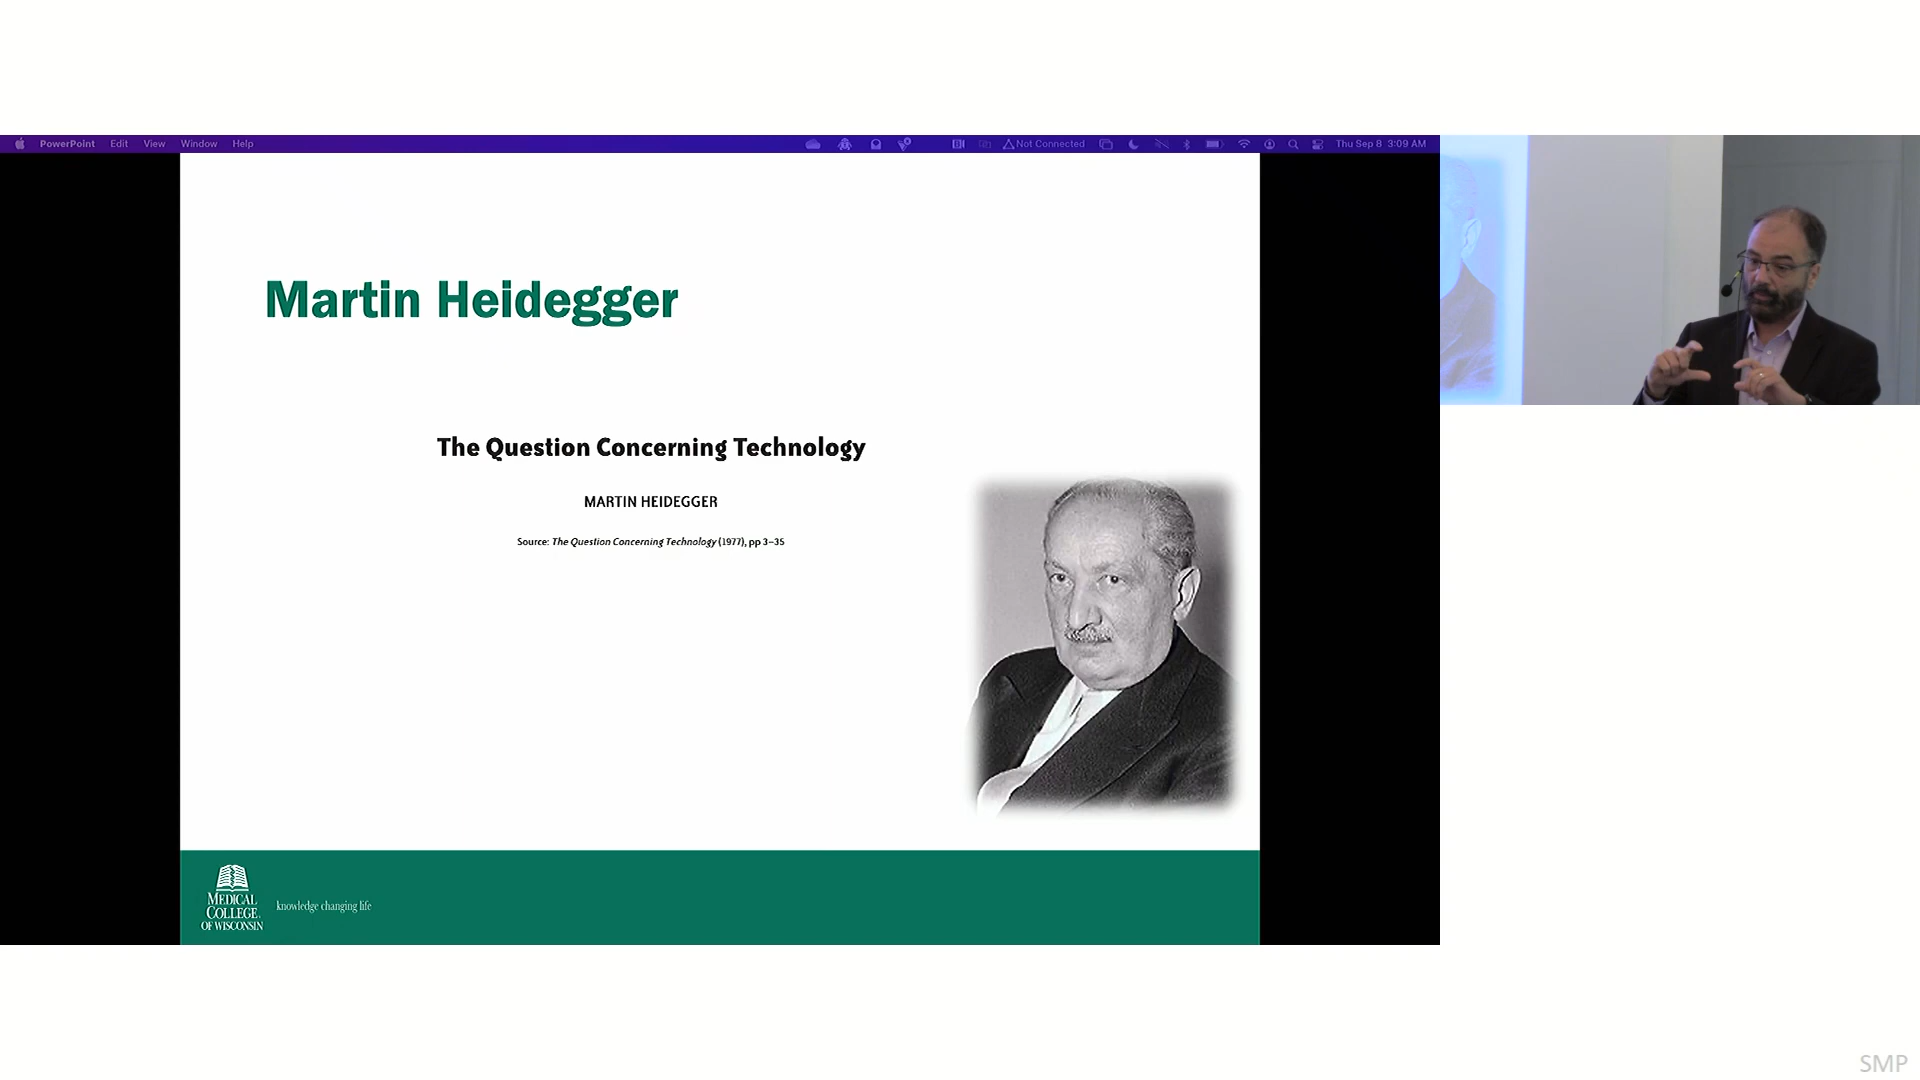 PowerPoint Edit View Window Help Not Connected Thu Sep 8 3:09 AM
Martin Heidegger
The Question Concerning Technology
MARTIN HEIDEGGER
Source: The Question Concerning Technology (1977), pp 3–35
MEDICAL
COLLEGE
OF WISCONSIN
knowledge changing life
SMP